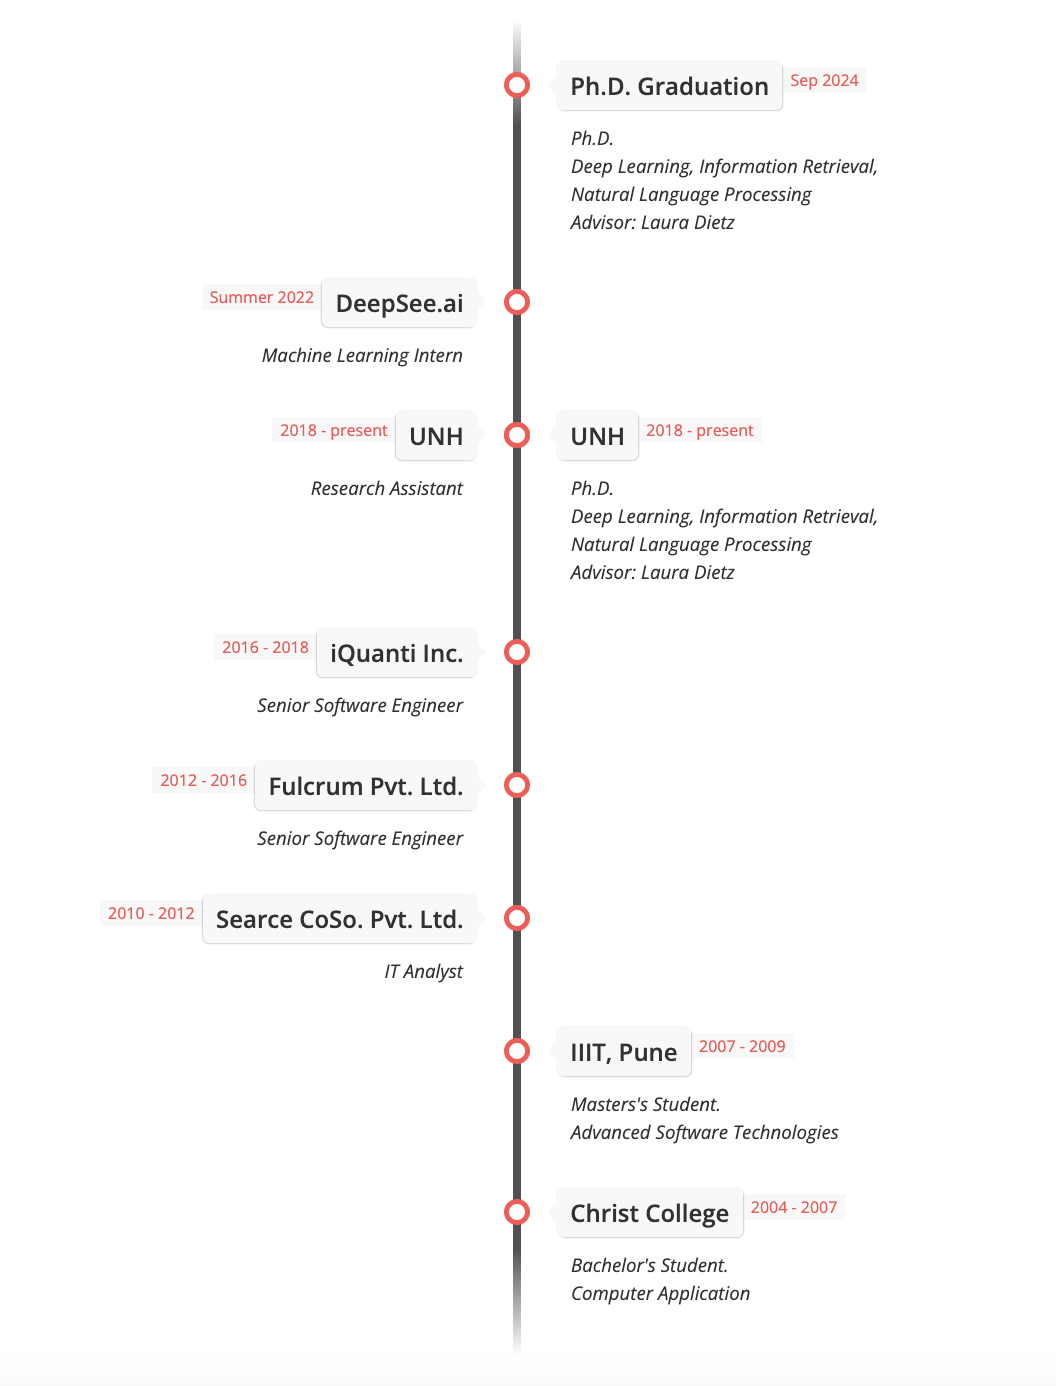 Ph.D. Graduation Sep 2024
Ph.D.
Deep Learning, Information Retrieval,
Natural Language Processing
Advisor: Laura Dietz
Summer 2022 DeepSee.ai
Machine Learning Intern
2018 - present UNH
Research Assistant
UNH 2018 - present
Ph.D.
Deep Learning, Information Retrieval,
Natural Language Processing
Advisor: Laura Dietz
2016 - 2018 iQuanti Inc.
Senior Software Engineer
2012 - 2016 Fulcrum Pvt. Ltd.
Senior Software Engineer
2010 - 2012 Searce CoSo. Pvt. Ltd.
IT Analyst
IIIT, Pune 2007 - 2009
Masters's Student.
Advanced Software Technologies
Christ College 2004 - 2007
Bachelor's Student.
Computer Application